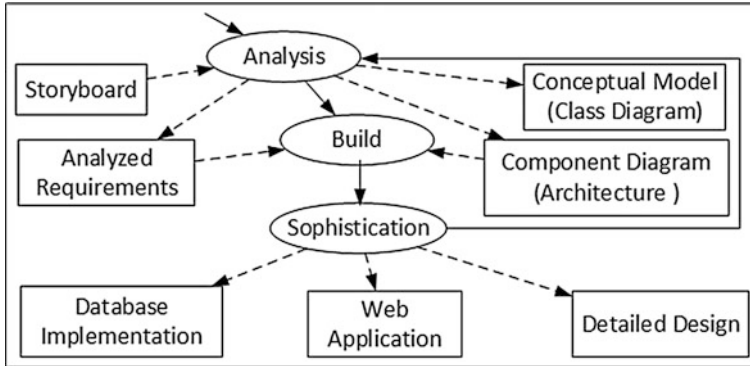 Analysis
Storyboard
Conceptual Model
(Class Diagram)
Build
Analyzed
Requirements
Component Diagram
(Architecture )
Sophistication
Database
Implementation
Web
Application
Detailed Design